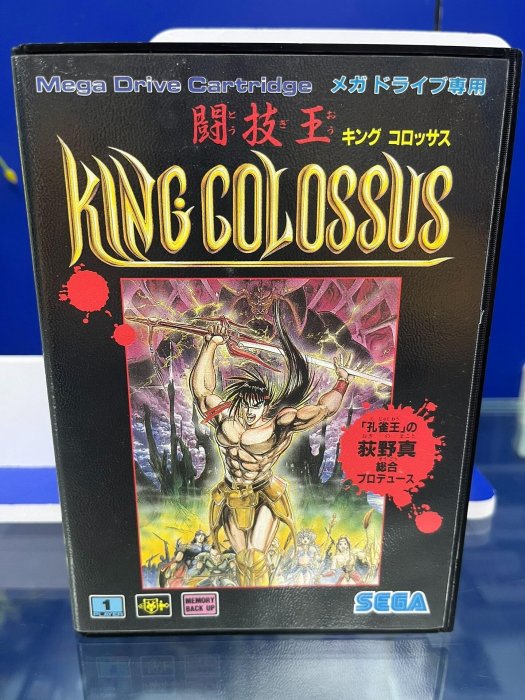 Mega Drive Cartridge メガドライブ専用
闘技王 キング コロッサス
とう ぎ おう
KING COLOSSUS
「孔雀王」の
荻野真
総合
プロデュース
1
PLAYER
MEMORY
BACK UP
SEGA